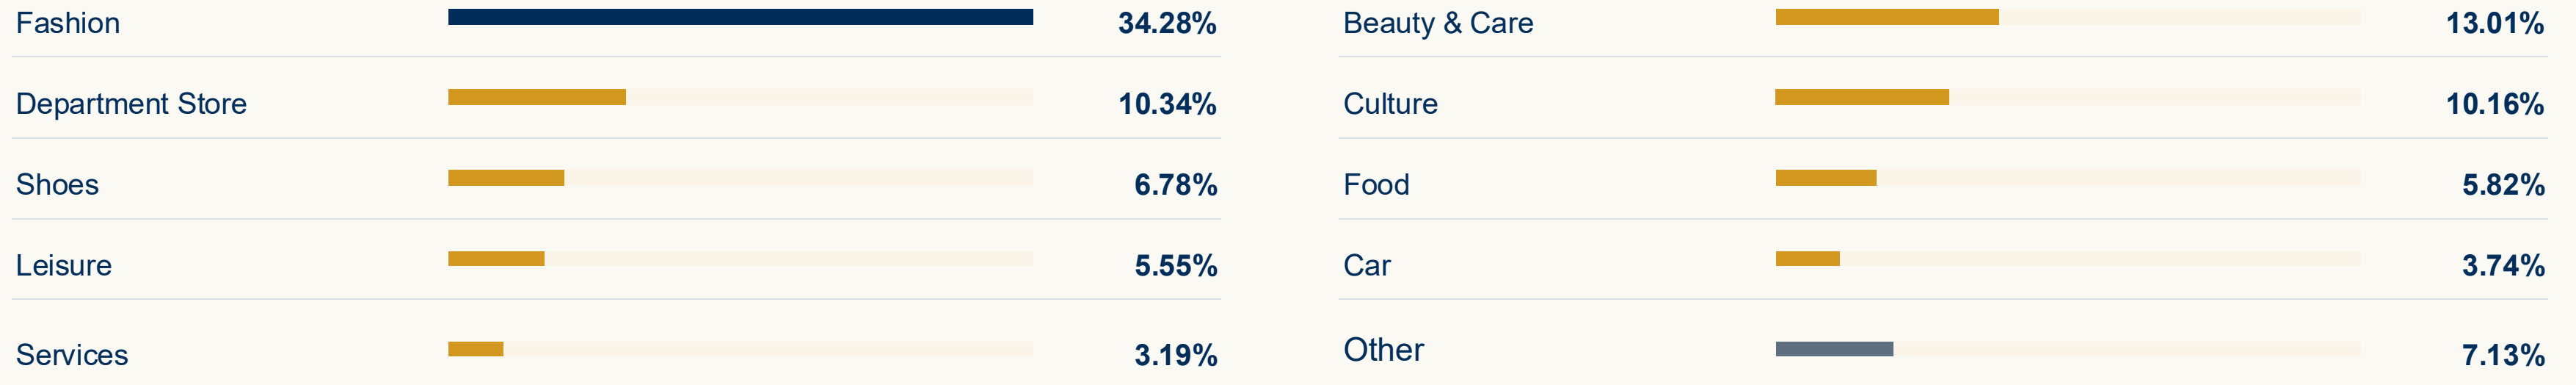 Fashion 34.28% Beauty & Care 13.01%
Department Store 10.34% Culture 10.16%
Shoes 6.78% Food 5.82%
Leisure 5.55% Car 3.74%
Services 3.19% Other 7.13%